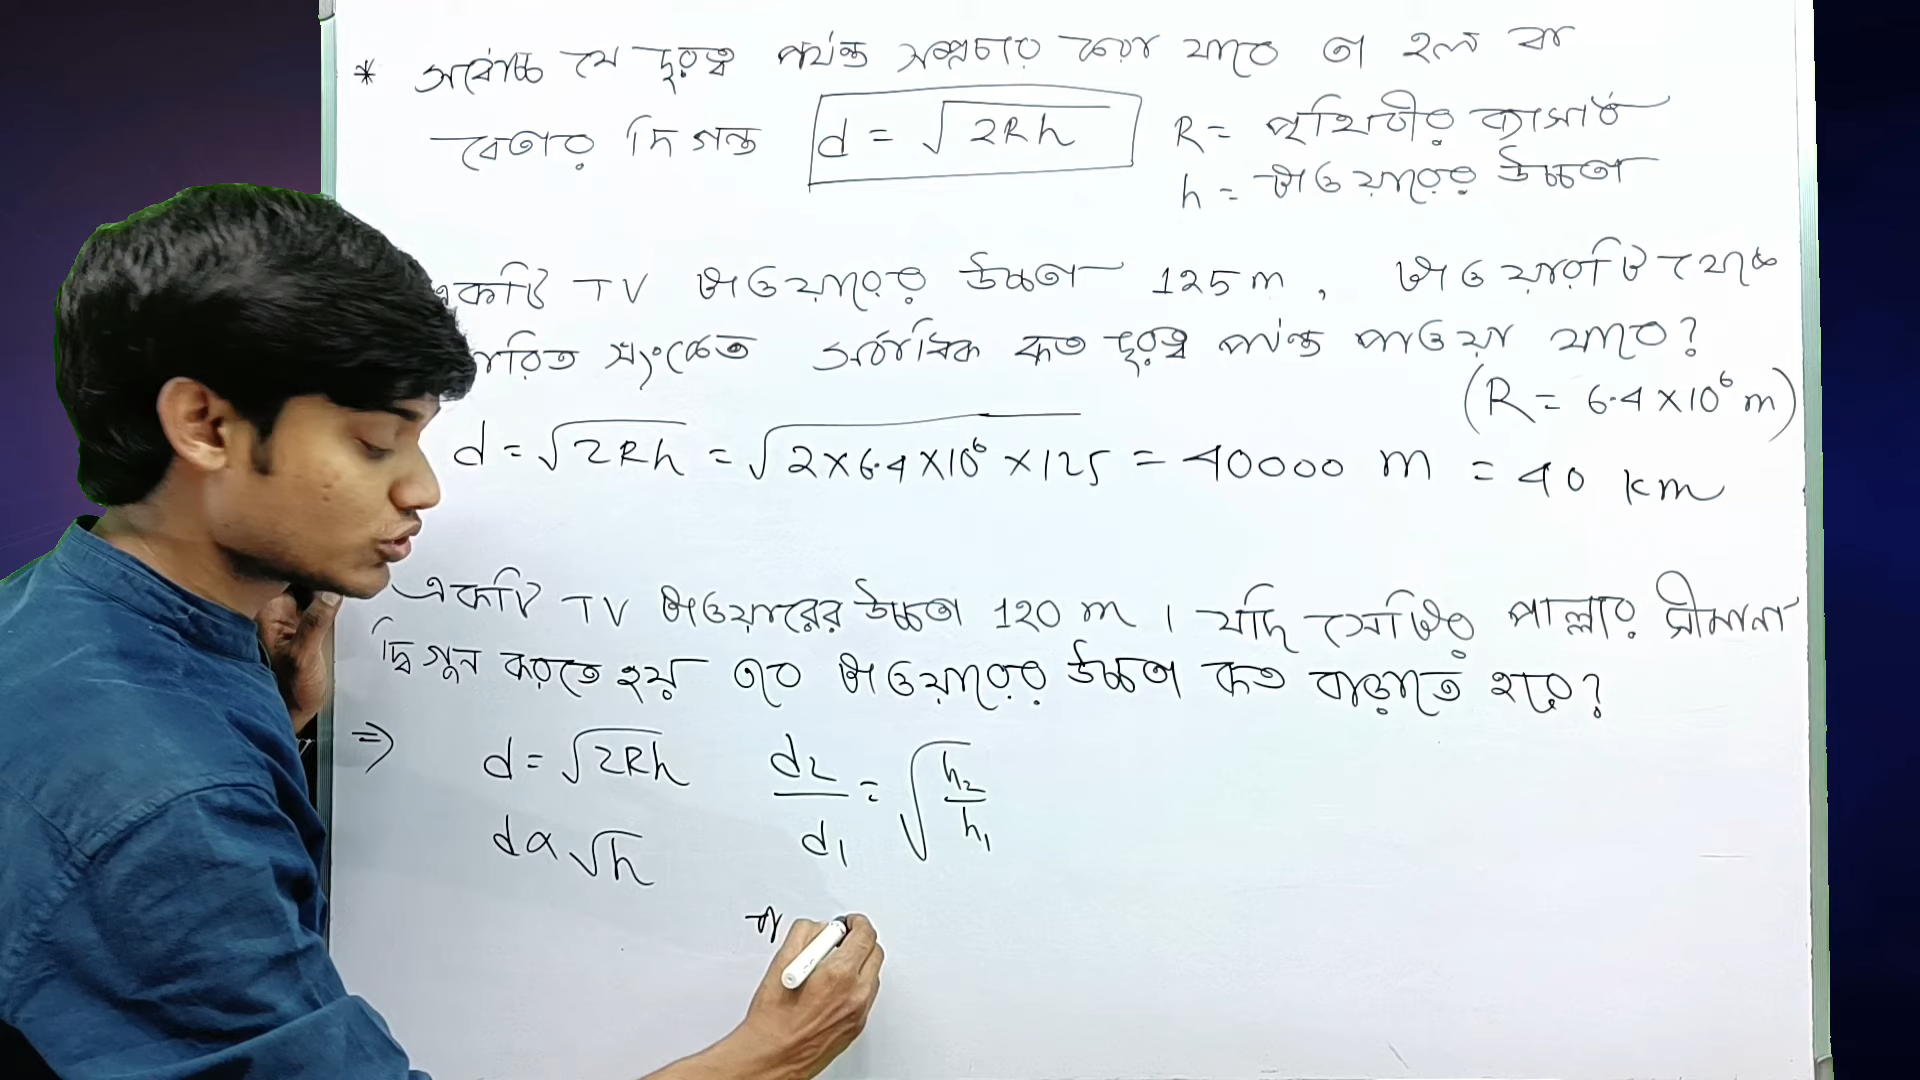 * সর্বোচ্চ যে দূরত্ব পর্যন্ত সম্প্রচার করা যাবে তা হল বা
বেতার দিগন্ত d = √2Rh R = পৃথিবীর ব্যাসার্ধ
h = টাওয়ারের উচ্চতা
একটি TV টাওয়ারের উচ্চতা 125 m, টাওয়ারটি থেকে
সংকেত সর্বাধিক কত দূরত্ব পর্যন্ত পাওয়া যাবে?
(R = 6.4 × 10⁶ m)
d = √2Rh = √2×6.4×10⁶×125 = 40000 m = 40 km
একটি TV টাওয়ারের উচ্চতা 120 m । যদি সেটির পাল্লার সীমানা
দ্বিগুন করতে হয় তবে টাওয়ারের উচ্চতা কত বাড়াতে হবে?
⇒ d = √2Rh d2/d1 = √h2/h1
d α √h